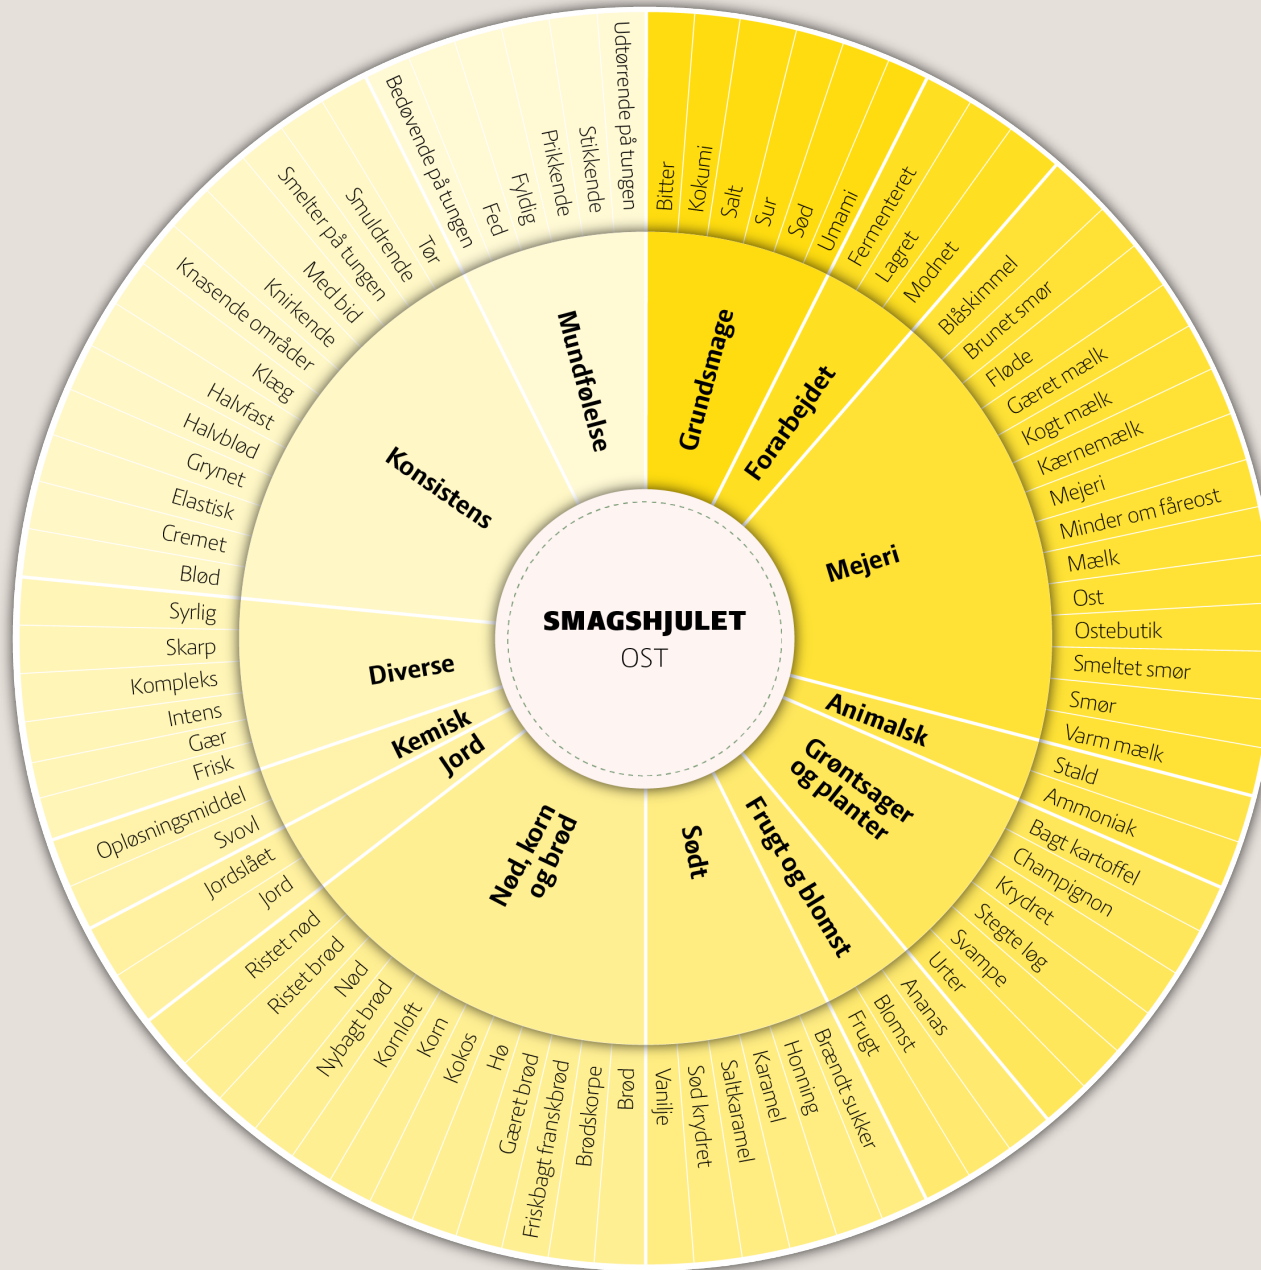 SMAGSHJULET
OST
Grundsmage
Bitter
Kokumi
Salt
Sur
Sød
Umami
Forarbejdet
Fermenteret
Lagret
Modnet
Mejeri
Blåskimmel
Brunet smør
Fløde
Gæret mælk
Kogt mælk
Kærnemælk
Mejeri
Minder om fåreost
Mælk
Ost
Ostebutik
Smeltet smør
Smør
Varm mælk
Animalsk
Stald
Ammoniak
Grøntsager
og planter
Bagt kartoffel
Champignon
Krydret
Stegte løg
Svampe
Urter
Frugt og blomst
Ananas
Blomst
Frugt
Sødt
Brændt sukker
Honning
Karamel
Saltkaramel
Sød krydret
Vanilje
Nød, korn
og brød
Brød
Brødskorpe
Friskbagt franskbrød
Gæret brød
Hø
Kokos
Korn
Kornloft
Nybagt brød
Nød
Ristet brød
Ristet nød
Jord
Jord
Jordslået
Kemisk
Svovl
Opløsningsmiddel
Diverse
Frisk
Gær
Intens
Kompleks
Skarp
Syrlig
Konsistens
Blød
Cremet
Elastisk
Grynet
Halvblød
Halvfast
Klæg
Knasende områder
Knirkende
Med bid
Smelter på tungen
Smuldrende
Tør
Mundfølelse
Bedøvende på tungen
Fed
Fyldig
Prikkende
Stikkende
Udtørrende på tungen